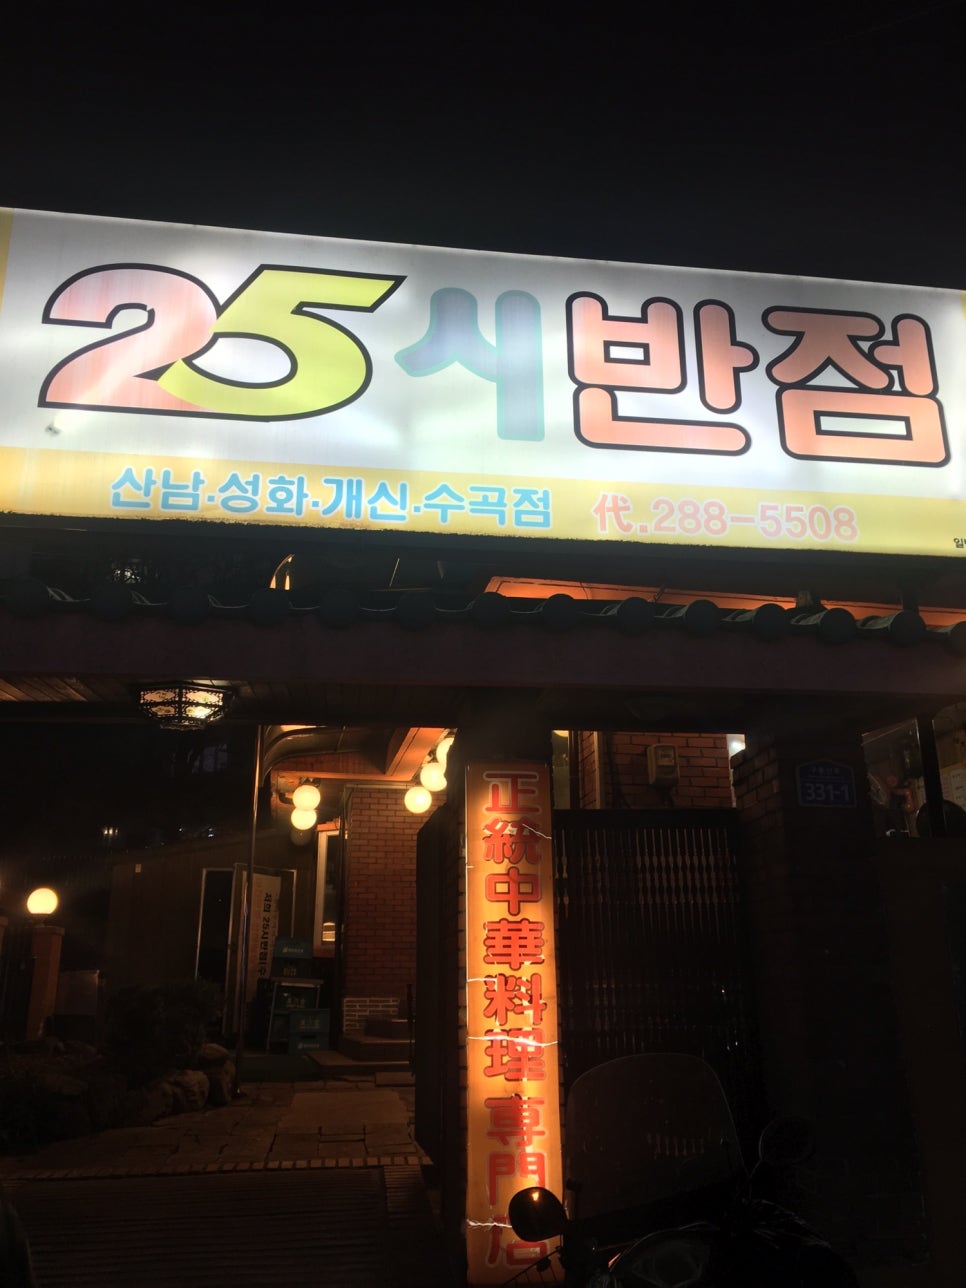 25시반점
산남.성화.개신.수곡점 代.288-5508
331-1
正統中華料理専門店